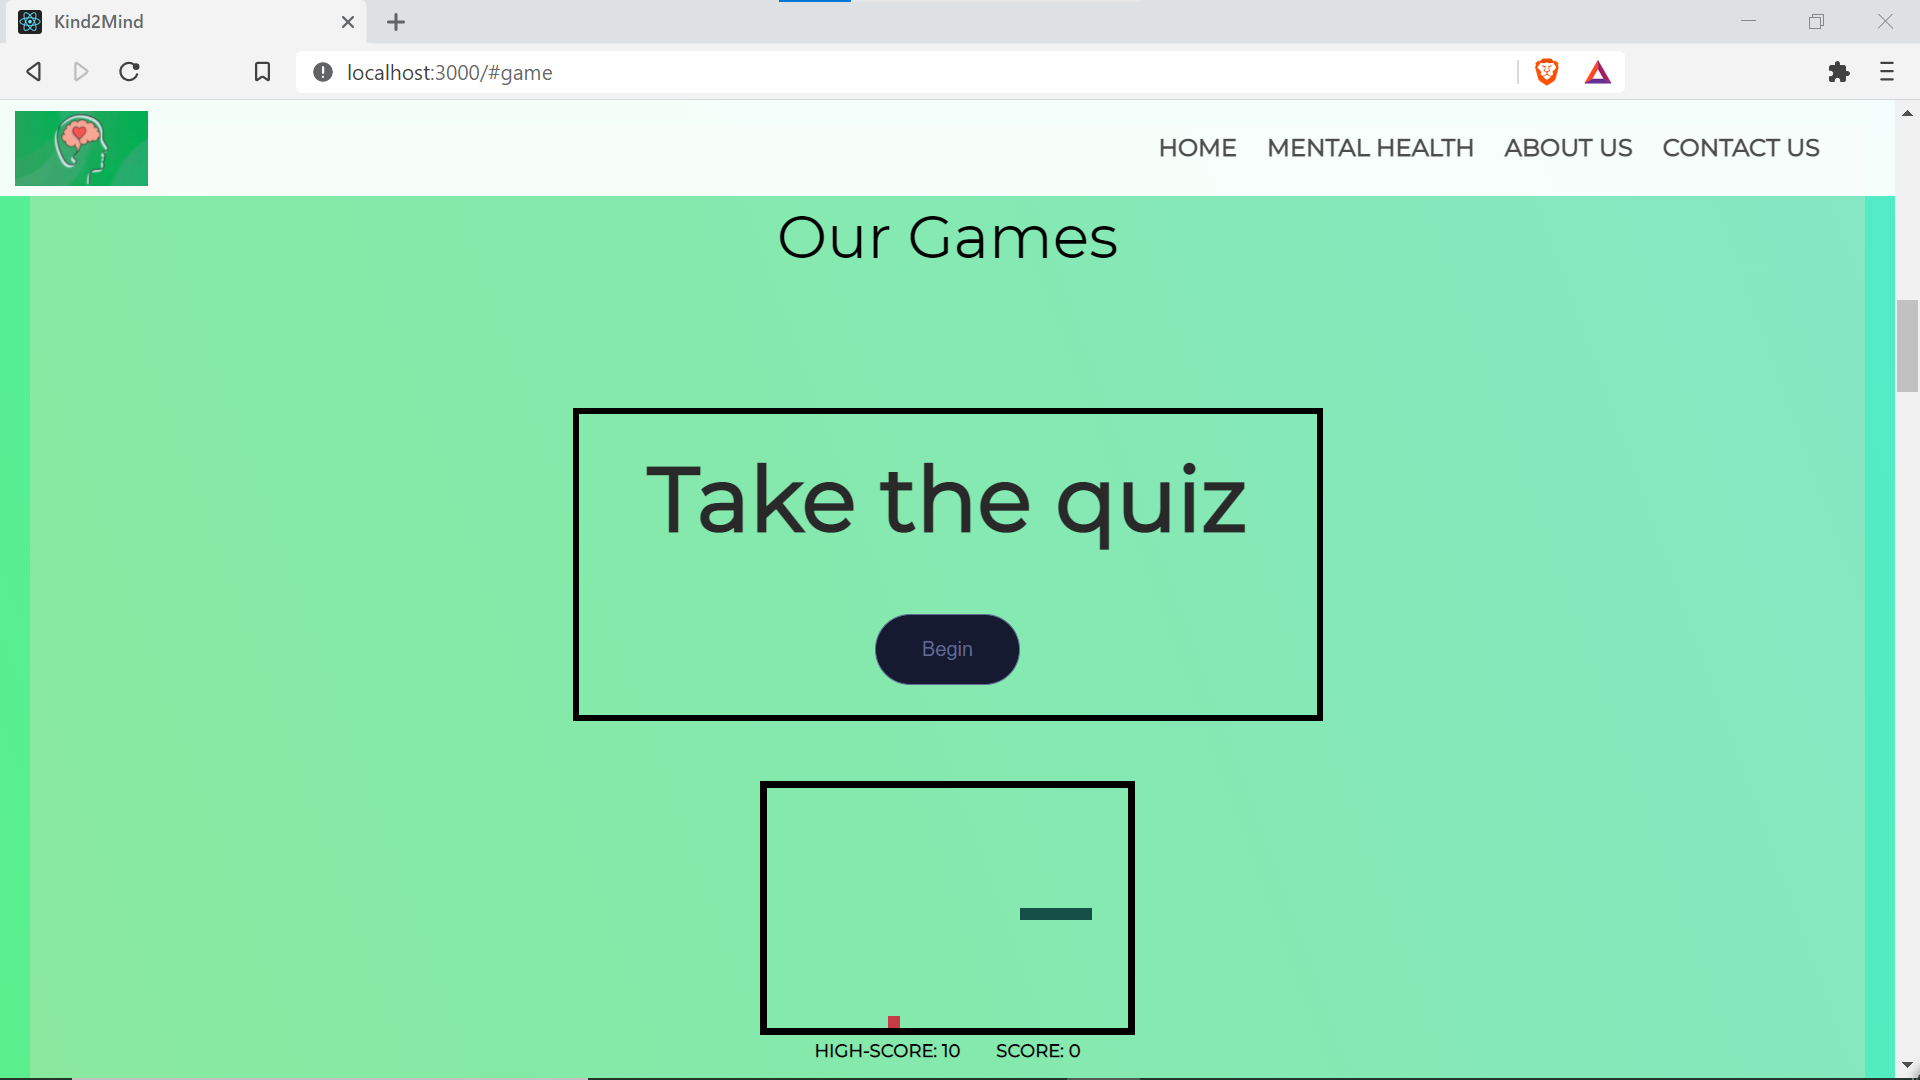 Kind2Mind
localhost:3000/#game
HOME MENTAL HEALTH ABOUT US CONTACT US
Our Games
Take the quiz
Begin
HIGH-SCORE: 10 SCORE: 0